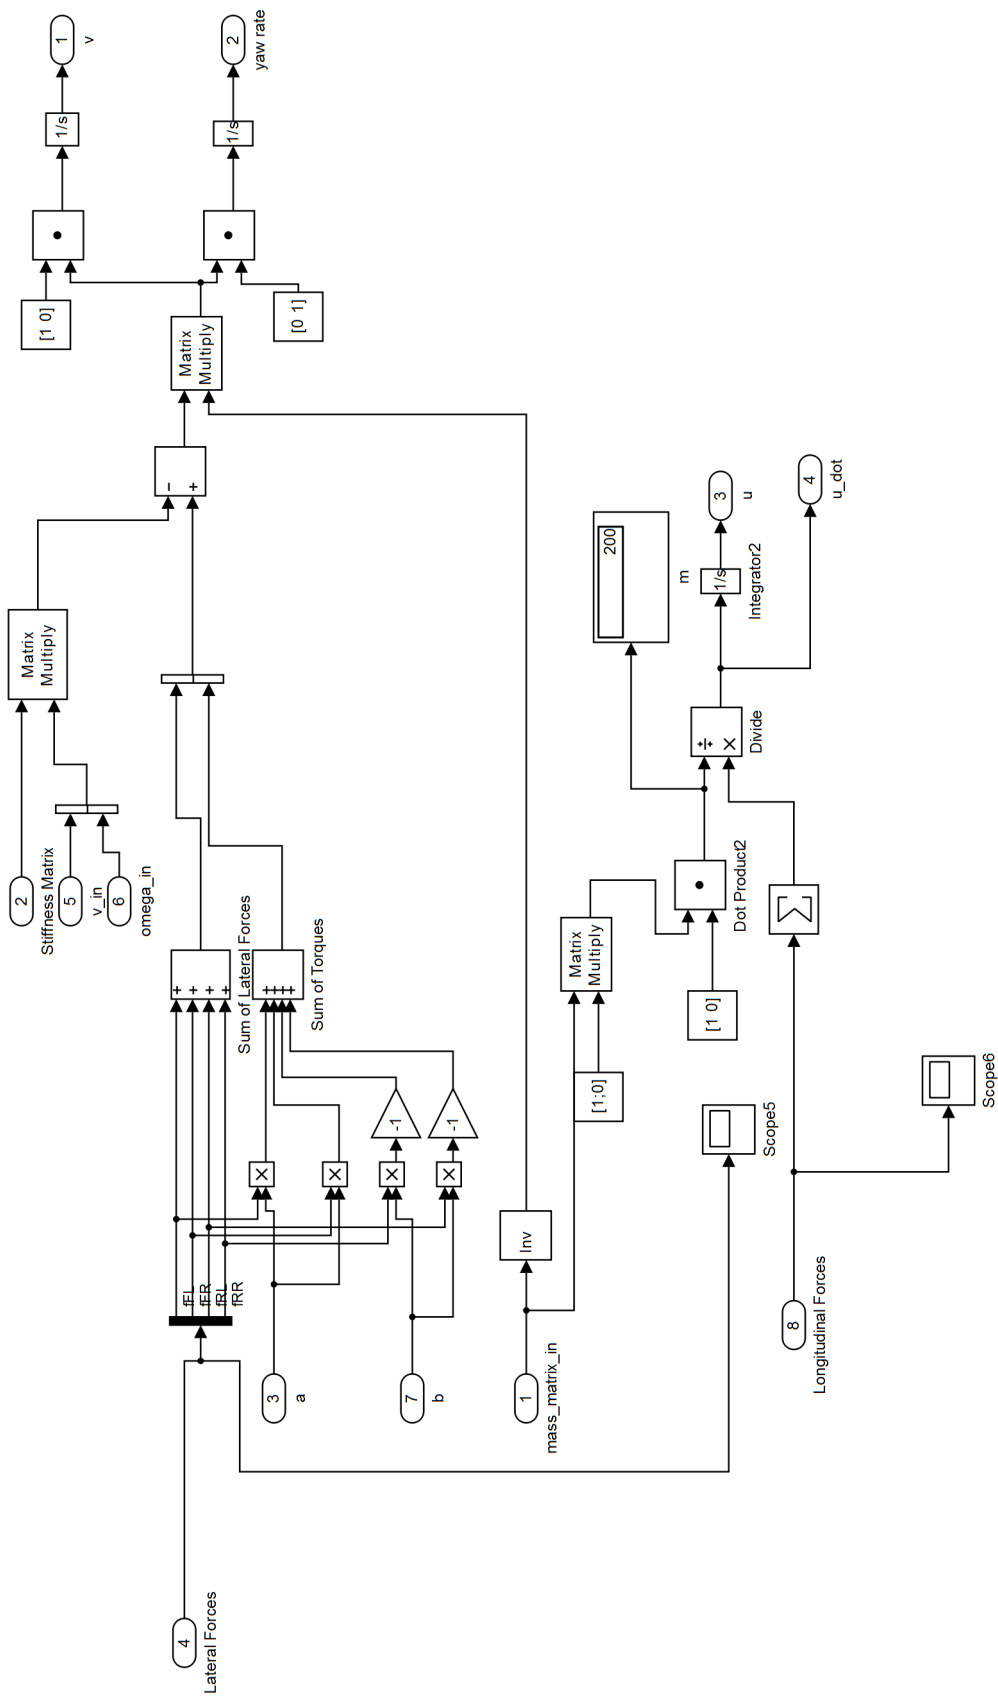 4
Lateral Forces
3
a
7
b
1
mass_matrix_in
8
Longitudinal Forces
fFL
fFR
fRL
fRR
Inv
×
×
×
×
-1
-1
[1;0]
Scope5
Scope6
+
+
+
+
Sum of Lateral Forces
++++
Sum of Torques
[1 0]
Matrix
Multiply
Σ
2
Stiffness Matrix
5
v_in
6
omega_in
Dot Product2
÷
×
Divide
Matrix
Multiply
200
m
1/s
Integrator2
3
u
4
u_dot
−
+
Matrix
Multiply
[1 0]
[0 1]
1/s
1/s
1
v
2
yaw rate